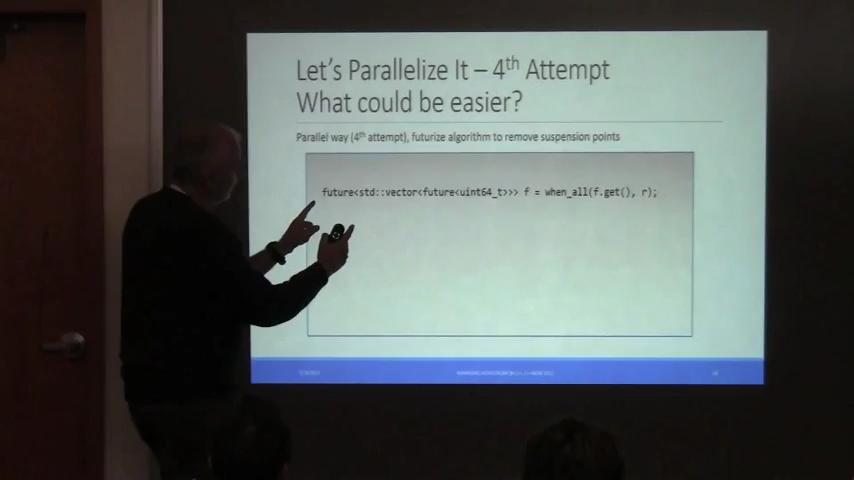 Let's Parallelize It – 4th Attempt
What could be easier?
Parallel way (4th attempt), futurize algorithm to remove suspension points
future<std::vector<future<uint64_t>>> f = when_all(f.get(), r);